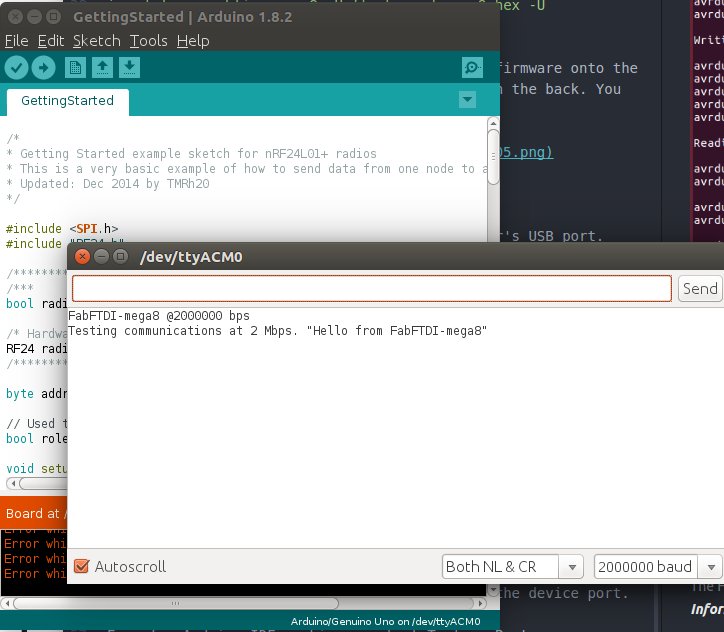 GettingStarted | Arduino 1.8.2
File Edit Sketch Tools Help
GettingStarted
/*
* Getting Started example sketch for nRF24L01+ radios
* This is a very basic example of how to send data from one node to a
* Updated: Dec 2014 by TMRh20
*/
#include <SPI.h>
#include "RF24.h"
/*********
/***
bool radi
/* Hardwa
RF24 radi
/*********
byte addr
// Used t
bool role
void setu
Board at /
Error whi
Error whi
Error whi
Error whi
Arduino/Genuino Uno on /dev/ttyACM0
/dev/ttyACM0
Send
FabFTDI-mega8 @2000000 bps
Testing communications at 2 Mbps. "Hello from FabFTDI-mega8"
Autoscroll
Both NL & CR
2000000 baud
hex -U
firmware onto the
the back. You
05.png)
's USB port.
the device port.
avrdu
Writi
avrdu
avrdu
avrdu
avrdu
avrdu
Readi
avrdu
avrdu
avrdu
avrdu
The F
Infor